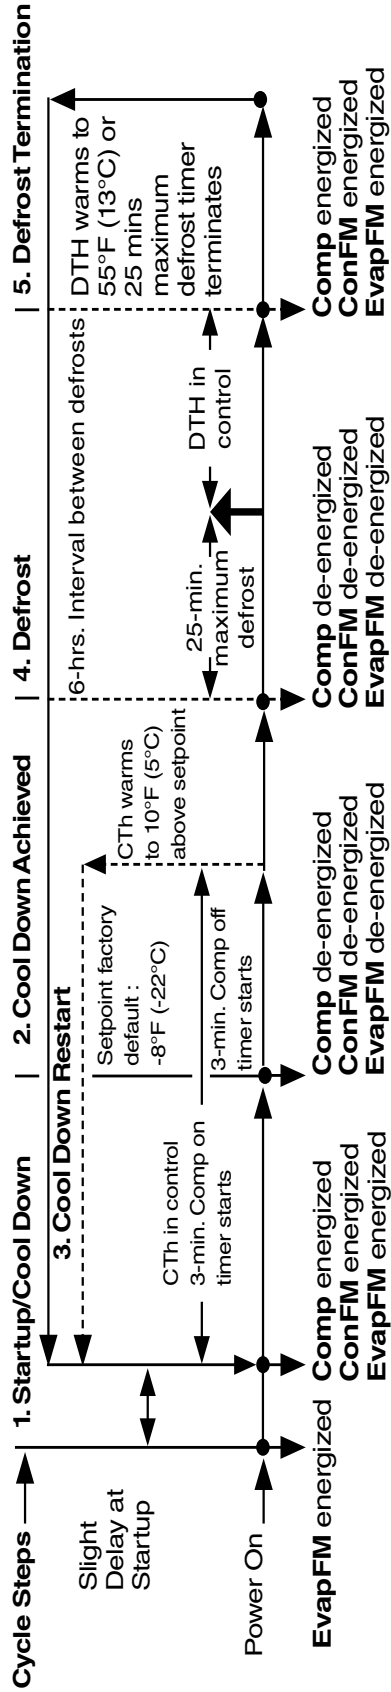 Cycle Steps
1. Startup/Cool Down
2. Cool Down Achieved
4. Defrost
5. Defrost Termination
3. Cool Down Restart
6-hrs. Interval between defrosts
Slight
Delay at
Startup
Setpoint factory
default :
-8°F (-22°C)
CTh warms
to 10°F (5°C)
above setpoint
DTH warms to
55°F (13°C) or
25 mins
maximum
defrost timer
terminates
CTh in control
3-min. Comp on
timer starts
3-min. Comp off
timer starts
25-min.
maximum
defrost
DTH in
control
Power On
EvapFM energized
Comp energized
ConFM energized
EvapFM energized
Comp de-energized
ConFM de-energized
EvapFM de-energized
Comp de-energized
ConFM de-energized
EvapFM de-energized
Comp energized
ConFM energized
EvapFM energized